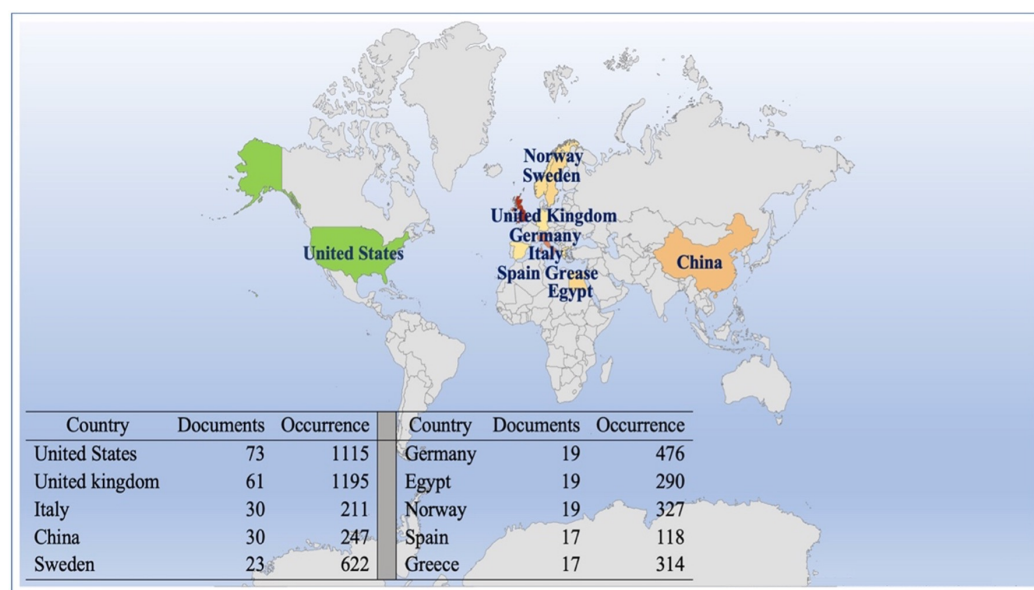 Norway
Sweden
United Kingdom
Germany
Italy
Spain Grease
Egypt
United States
China
Country Documents Occurrence Country Documents Occurrence
United States 73 1115 Germany 19 476
United kingdom 61 1195 Egypt 19 290
Italy 30 211 Norway 19 327
China 30 247 Spain 17 118
Sweden 23 622 Greece 17 314